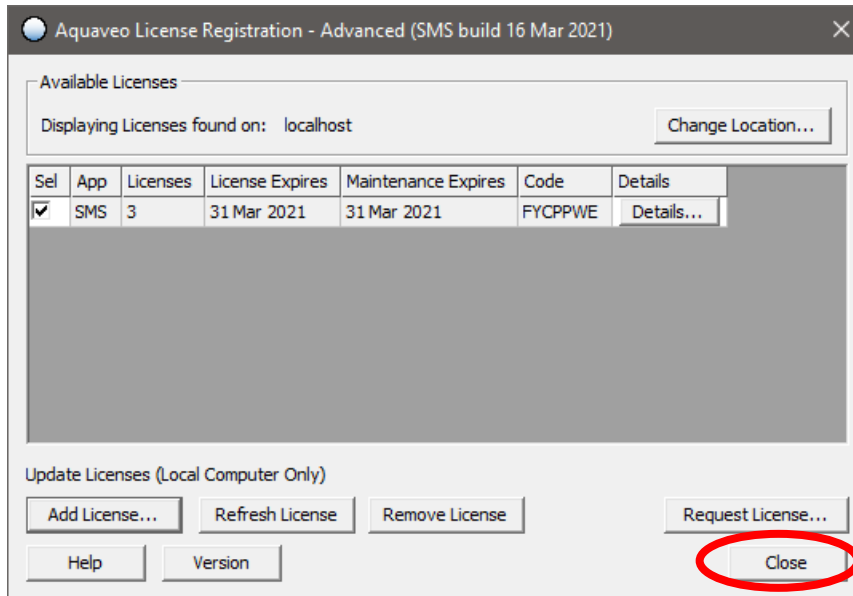 Aquaveo License Registration - Advanced (SMS build 16 Mar 2021)
Available Licenses
Displaying Licenses found on: localhost
Change Location...
Sel App Licenses License Expires Maintenance Expires Code Details
SMS 3 31 Mar 2021 31 Mar 2021 FYCPPWE Details...
Update Licenses (Local Computer Only)
Add License... Refresh License Remove License Request License...
Help Version Close